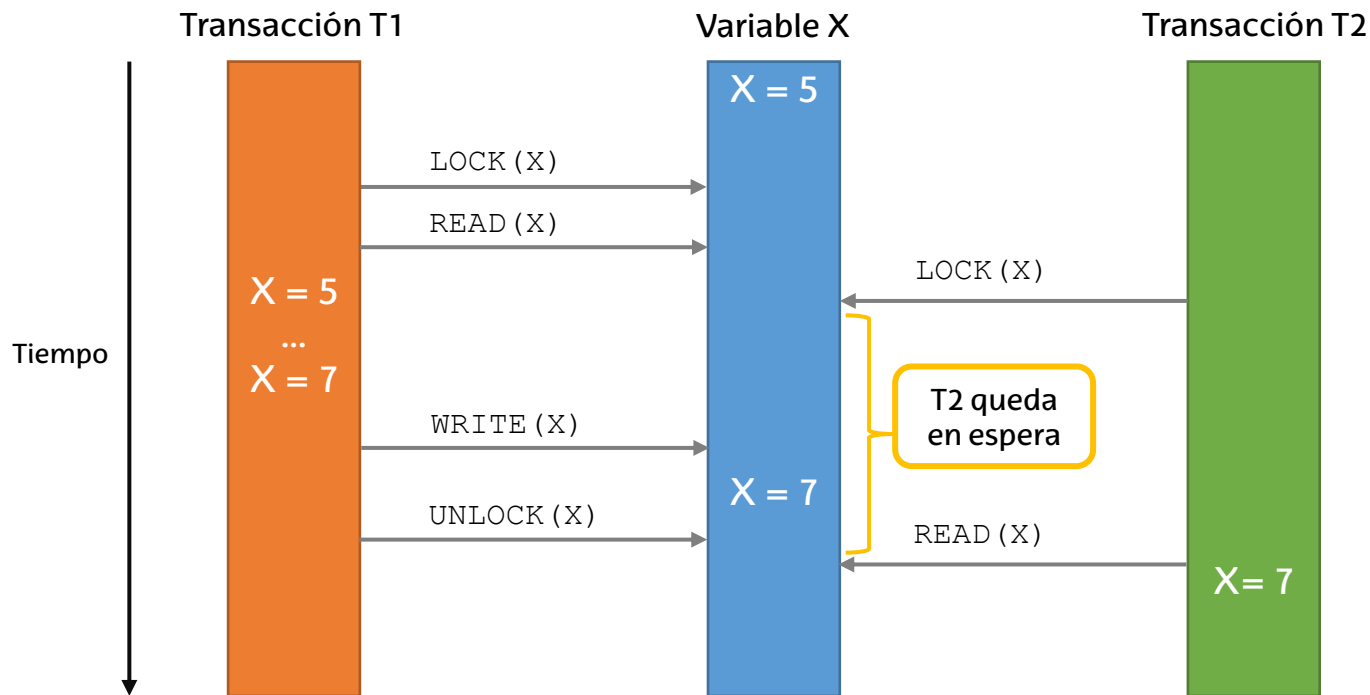 Transacción T1
Variable X
Transacción T2
X = 5
LOCK(X)
READ(X)
LOCK(X)
X = 5
...
X = 7
Tiempo
T2 queda
en espera
WRITE(X)
X = 7
UNLOCK(X)
READ(X)
X= 7